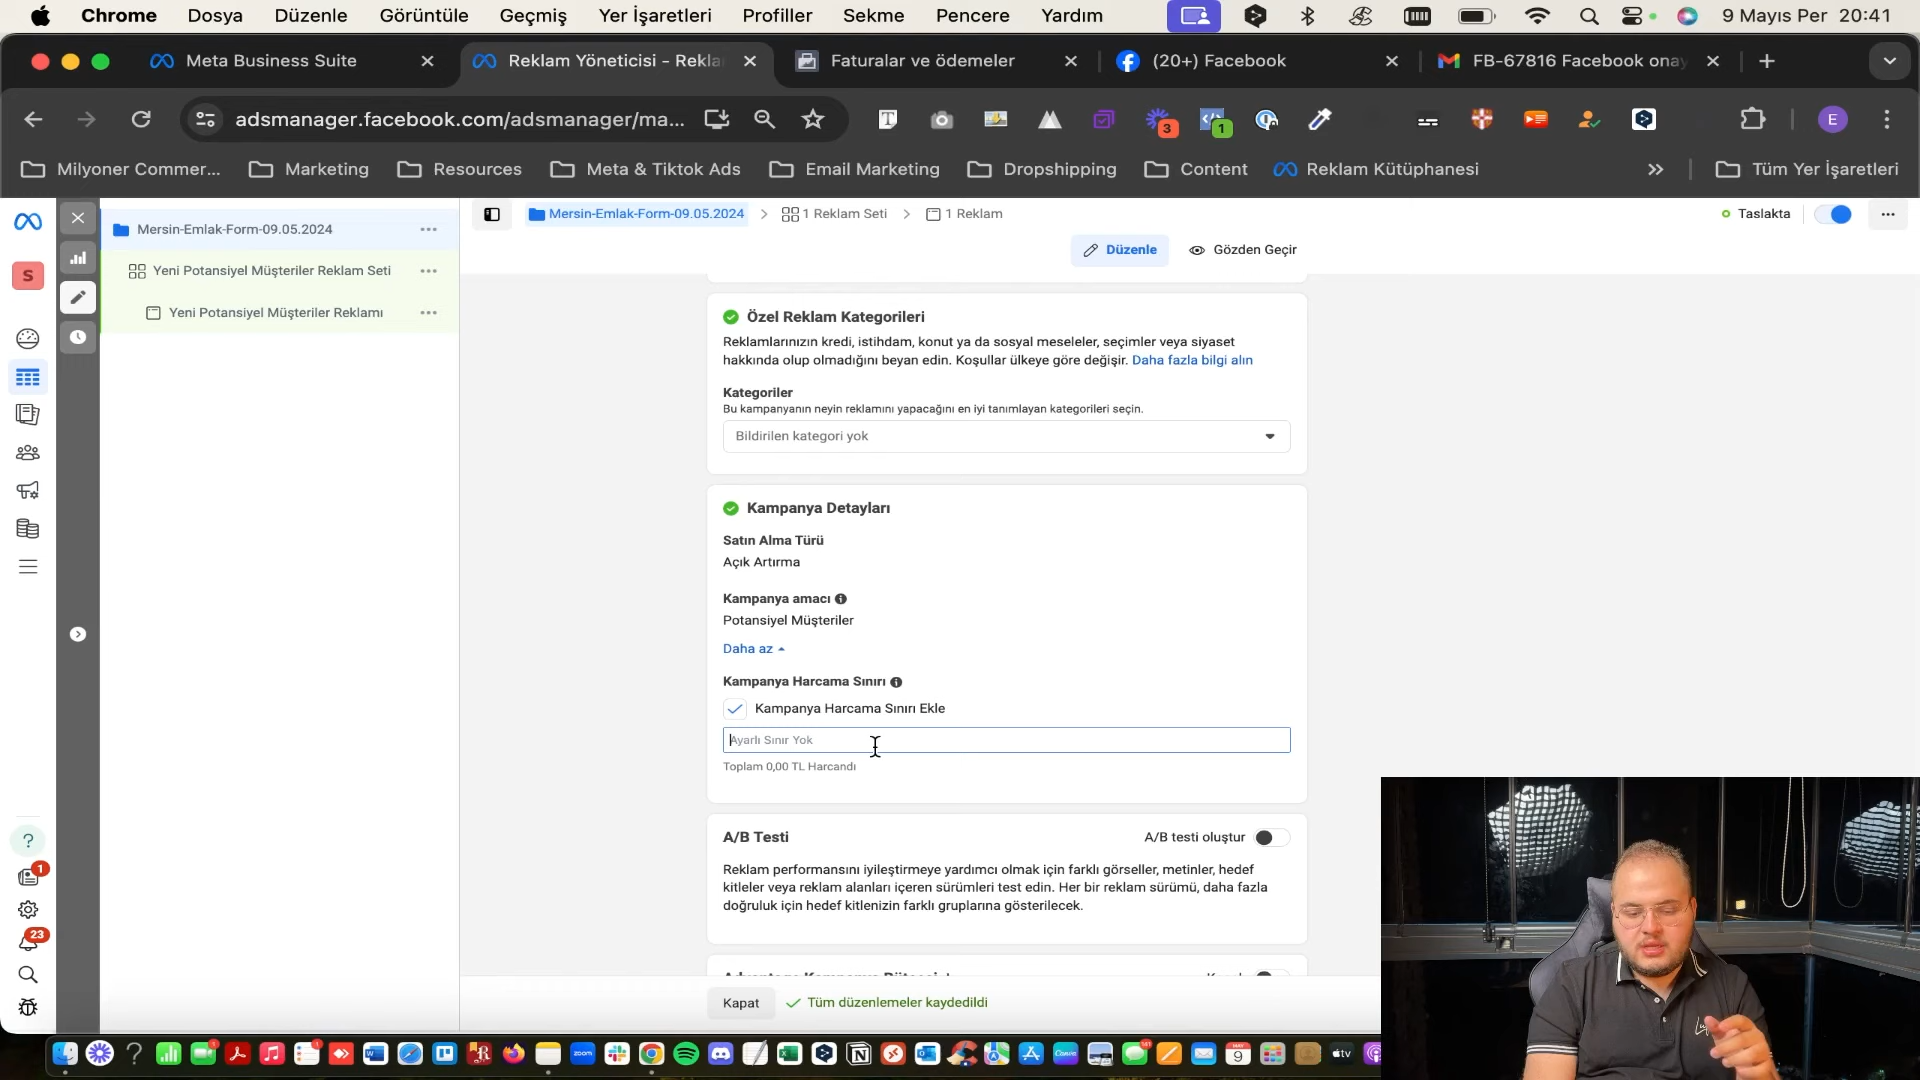 Chrome Dosya Düzenle Görüntüle Geçmiş Yer İşaretleri Profiller Sekme Pencere Yardım 9 Mayıs Per 20:41
Meta Business Suite
Reklam Yöneticisi - Rekla
Faturalar ve ödemeler
(20+) Facebook
FB-67816 Facebook onay
adsmanager.facebook.com/adsmanager/ma...
3
1
E
Milyoner Commer...
Marketing
Resources
Meta & Tiktok Ads
Email Marketing
Dropshipping
Content
Reklam Kütüphanesi
Tüm Yer İşaretleri
S
Mersin-Emlak-Form-09.05.2024
Yeni Potansiyel Müşteriler Reklam Seti
Yeni Potansiyel Müşteriler Reklamı
Mersin-Emlak-Form-09.05.2024 > 1 Reklam Seti > 1 Reklam
Taslakta
Düzenle
Gözden Geçir
Özel Reklam Kategorileri
Reklamlarınızın kredi, istihdam, konut ya da sosyal meseleler, seçimler veya siyaset
hakkında olup olmadığını beyan edin. Koşullar ülkeye göre değişir. Daha fazla bilgi alın
Kategoriler
Bu kampanyanın neyin reklamını yapacağını en iyi tanımlayan kategorileri seçin.
Bildirilen kategori yok
Kampanya Detayları
Satın Alma Türü
Açık Artırma
Kampanya amacı
Potansiyel Müşteriler
Daha az
Kampanya Harcama Sınırı
Kampanya Harcama Sınırı Ekle
Ayarlı Sınır Yok
Toplam 0,00 TL Harcandı
A/B Testi
A/B testi oluştur
Reklam performansını iyileştirmeye yardımcı olmak için farklı görseller, metinler, hedef
kitleler veya reklam alanları içeren sürümleri test edin. Her bir reklam sürümü, daha fazla
doğruluk için hedef kitlenizin farklı gruplarına gösterilecek.
Kapat
Tüm düzenlemeler kaydedildi
1
23
zoom
Canva
9
tv